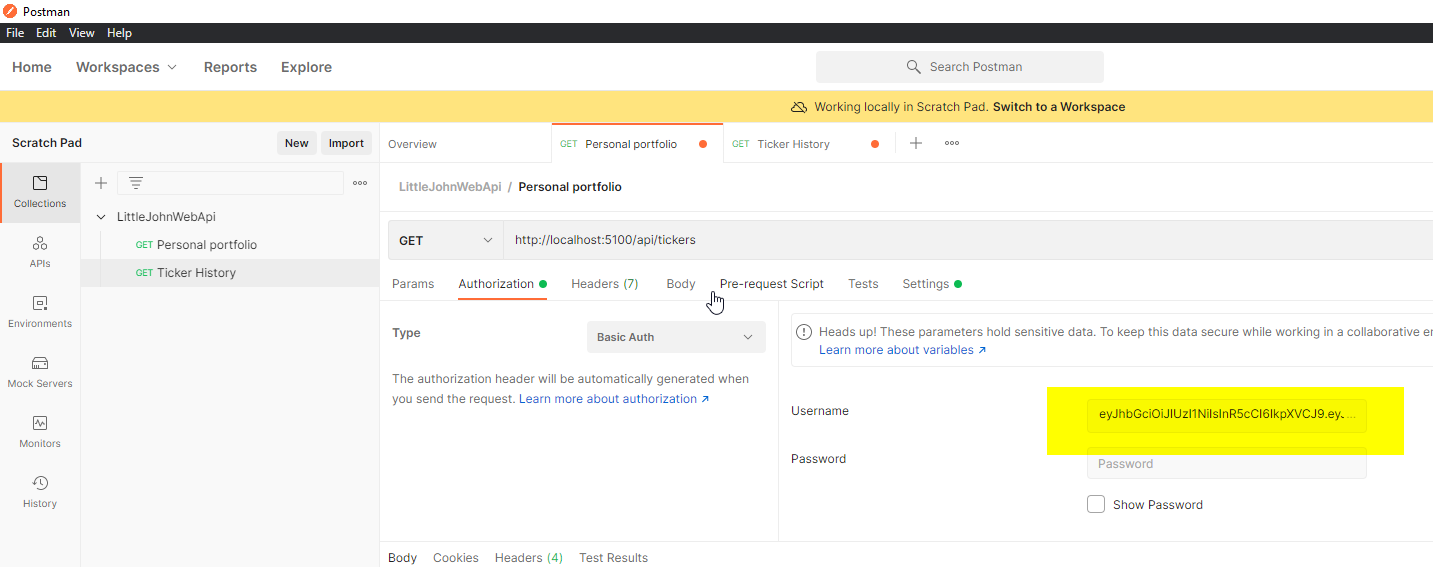 Postman
File Edit View Help
Home Workspaces Reports Explore Search Postman
Working locally in Scratch Pad. Switch to a Workspace
Scratch Pad New Import
Overview GET Personal portfolio GET Ticker History
Collections
APIs
Environments
Mock Servers
Monitors
History
LittleJohnWebApi
GET Personal portfolio
GET Ticker History
LittleJohnWebApi / Personal portfolio
GET http://localhost:5100/api/tickers
Params Authorization Headers (7) Body Pre-request Script Tests Settings
Type Basic Auth
The authorization header will be automatically generated when
you send the request. Learn more about authorization ↗
Heads up! These parameters hold sensitive data. To keep this data secure while working in a collaborative
Learn more about variables ↗
Username eyJhbGciOiJIUzI1NiIsInR5cCI6IkpXVCJ9.eyJ...
Password Password
Show Password
Body Cookies Headers (4) Test Results